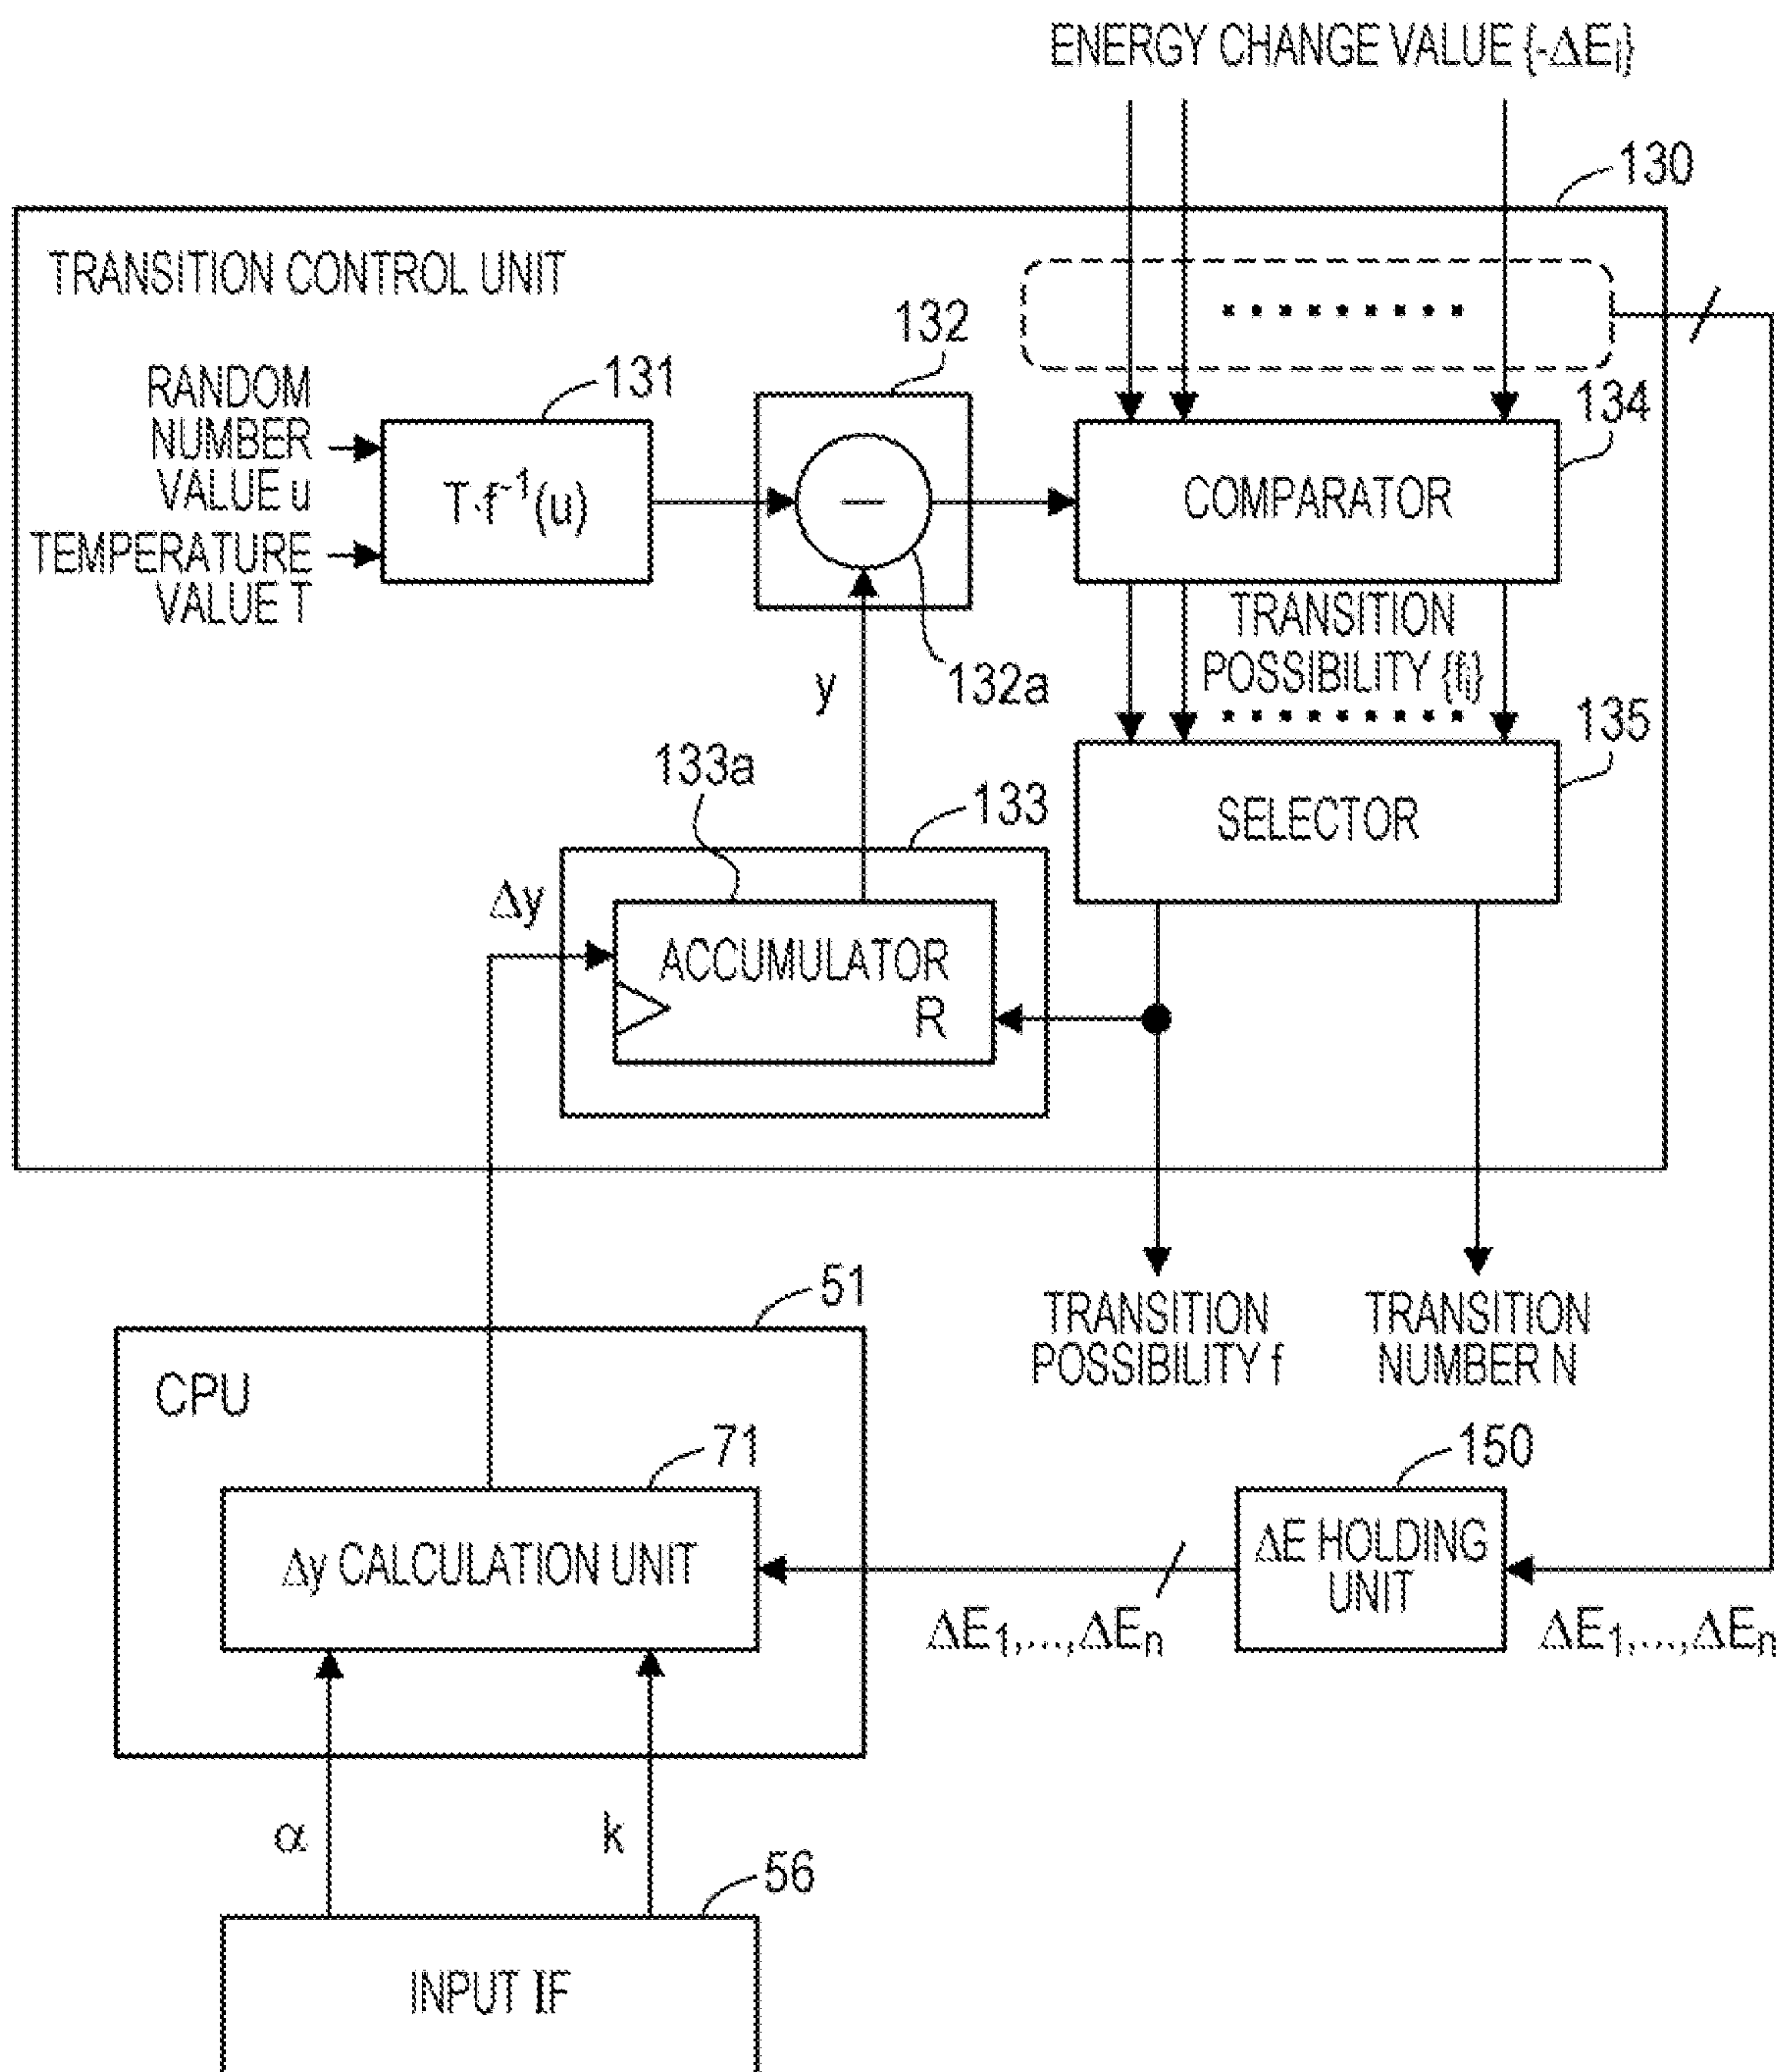 ENERGY CHANGE VALUE {-ΔEi}
130
TRANSITION CONTROL UNIT
132
RANDOM
NUMBER
VALUE u
131
134
T·f⁻¹(u)
−
COMPARATOR
TEMPERATURE
VALUE T
TRANSITION
POSSIBILITY {fi}
y
132a
135
133a
133
SELECTOR
Δy
ACCUMULATOR
R
51
TRANSITION
POSSIBILITY f
TRANSITION
NUMBER N
CPU
71
150
Δy CALCULATION UNIT
ΔE HOLDING
UNIT
ΔE1,...,ΔEn
ΔE1,...,ΔEn
α
k
56
INPUT IF